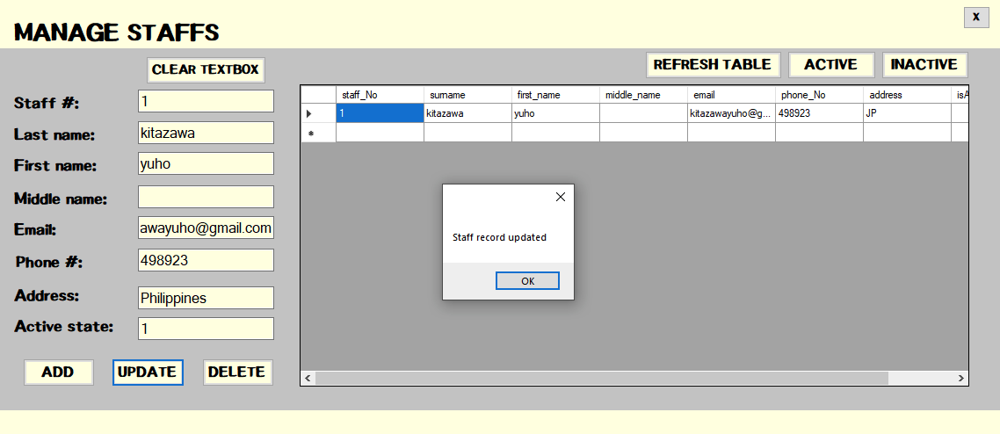 MANAGE STAFFS
X
CLEAR TEXTBOX
REFRESH TABLE
ACTIVE
INACTIVE
Staff #:
1
Last name:
kitazawa
First name:
yuho
Middle name:
Email:
awayuho@gmail.com
Phone #:
498923
Address:
Philippines
Active state:
1
ADD
UPDATE
DELETE
staff_No surname first_name middle_name email phone_No address isA
1 kitazawa yuho kitazawayuho@g... 498923 JP
Staff record updated
OK